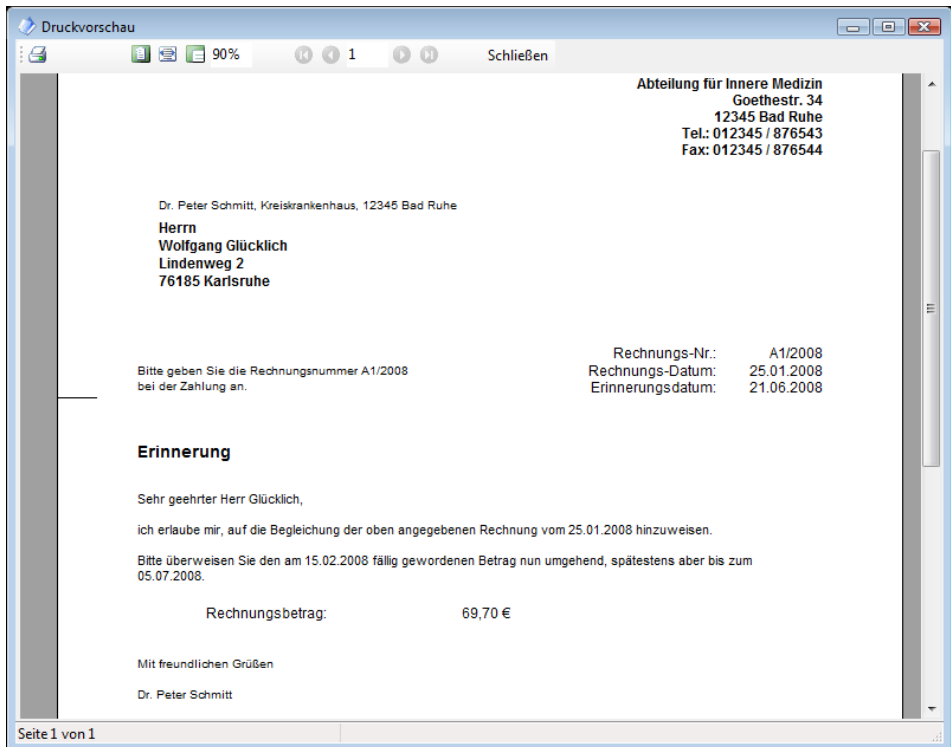 Druckvorschau
90%
1
Schließen
Abteilung für Innere Medizin
Goethestr. 34
12345 Bad Ruhe
Tel.: 012345 / 876543
Fax: 012345 / 876544
Dr. Peter Schmitt, Kreiskrankenhaus, 12345 Bad Ruhe
Herrn
Wolfgang Glücklich
Lindenweg 2
76185 Karlsruhe
Rechnungs-Nr.: A1/2008
Bitte geben Sie die Rechnungsnummer A1/2008
Rechnungs-Datum: 25.01.2008
bei der Zahlung an.
Erinnerungsdatum: 21.06.2008
Erinnerung
Sehr geehrter Herr Glücklich,
ich erlaube mir, auf die Begleichung der oben angegebenen Rechnung vom 25.01.2008 hinzuweisen.
Bitte überweisen Sie den am 15.02.2008 fällig gewordenen Betrag nun umgehend, spätestens aber bis zum
05.07.2008.
Rechnungsbetrag: 69,70 €
Mit freundlichen Grüßen
Dr. Peter Schmitt
Seite 1 von 1